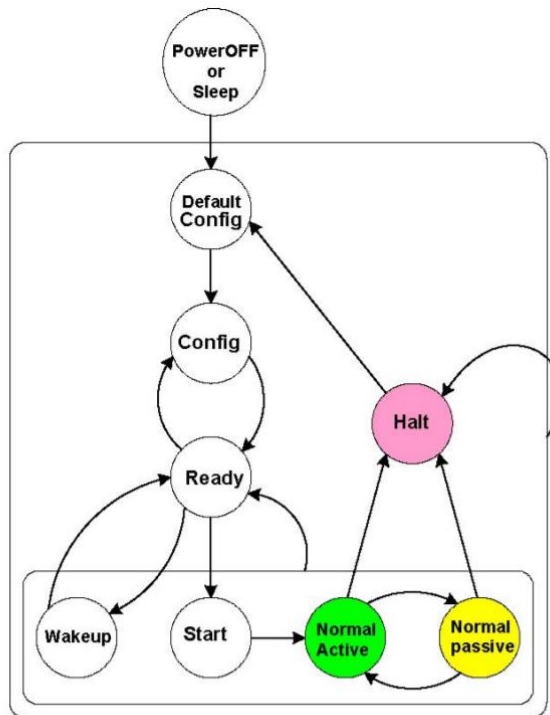 PowerOFF
or
Sleep
Default
Config
Config
Halt
Ready
Wakeup
Start
Normal
Active
Normal
passive